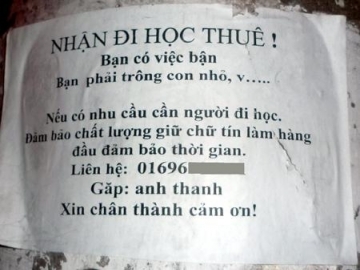 NHẬN ĐI HỌC THUÊ !
Bạn có việc bận
Bạn phải trông con nhỏ, v.....
Nếu có nhu cầu cần người đi học.
Đảm bảo chất lượng giữ chữ tín làm hàng
đầu đảm bảo thời gian.
Liên hệ: 01696
Gặp: anh thanh
Xin chân thành cảm ơn!